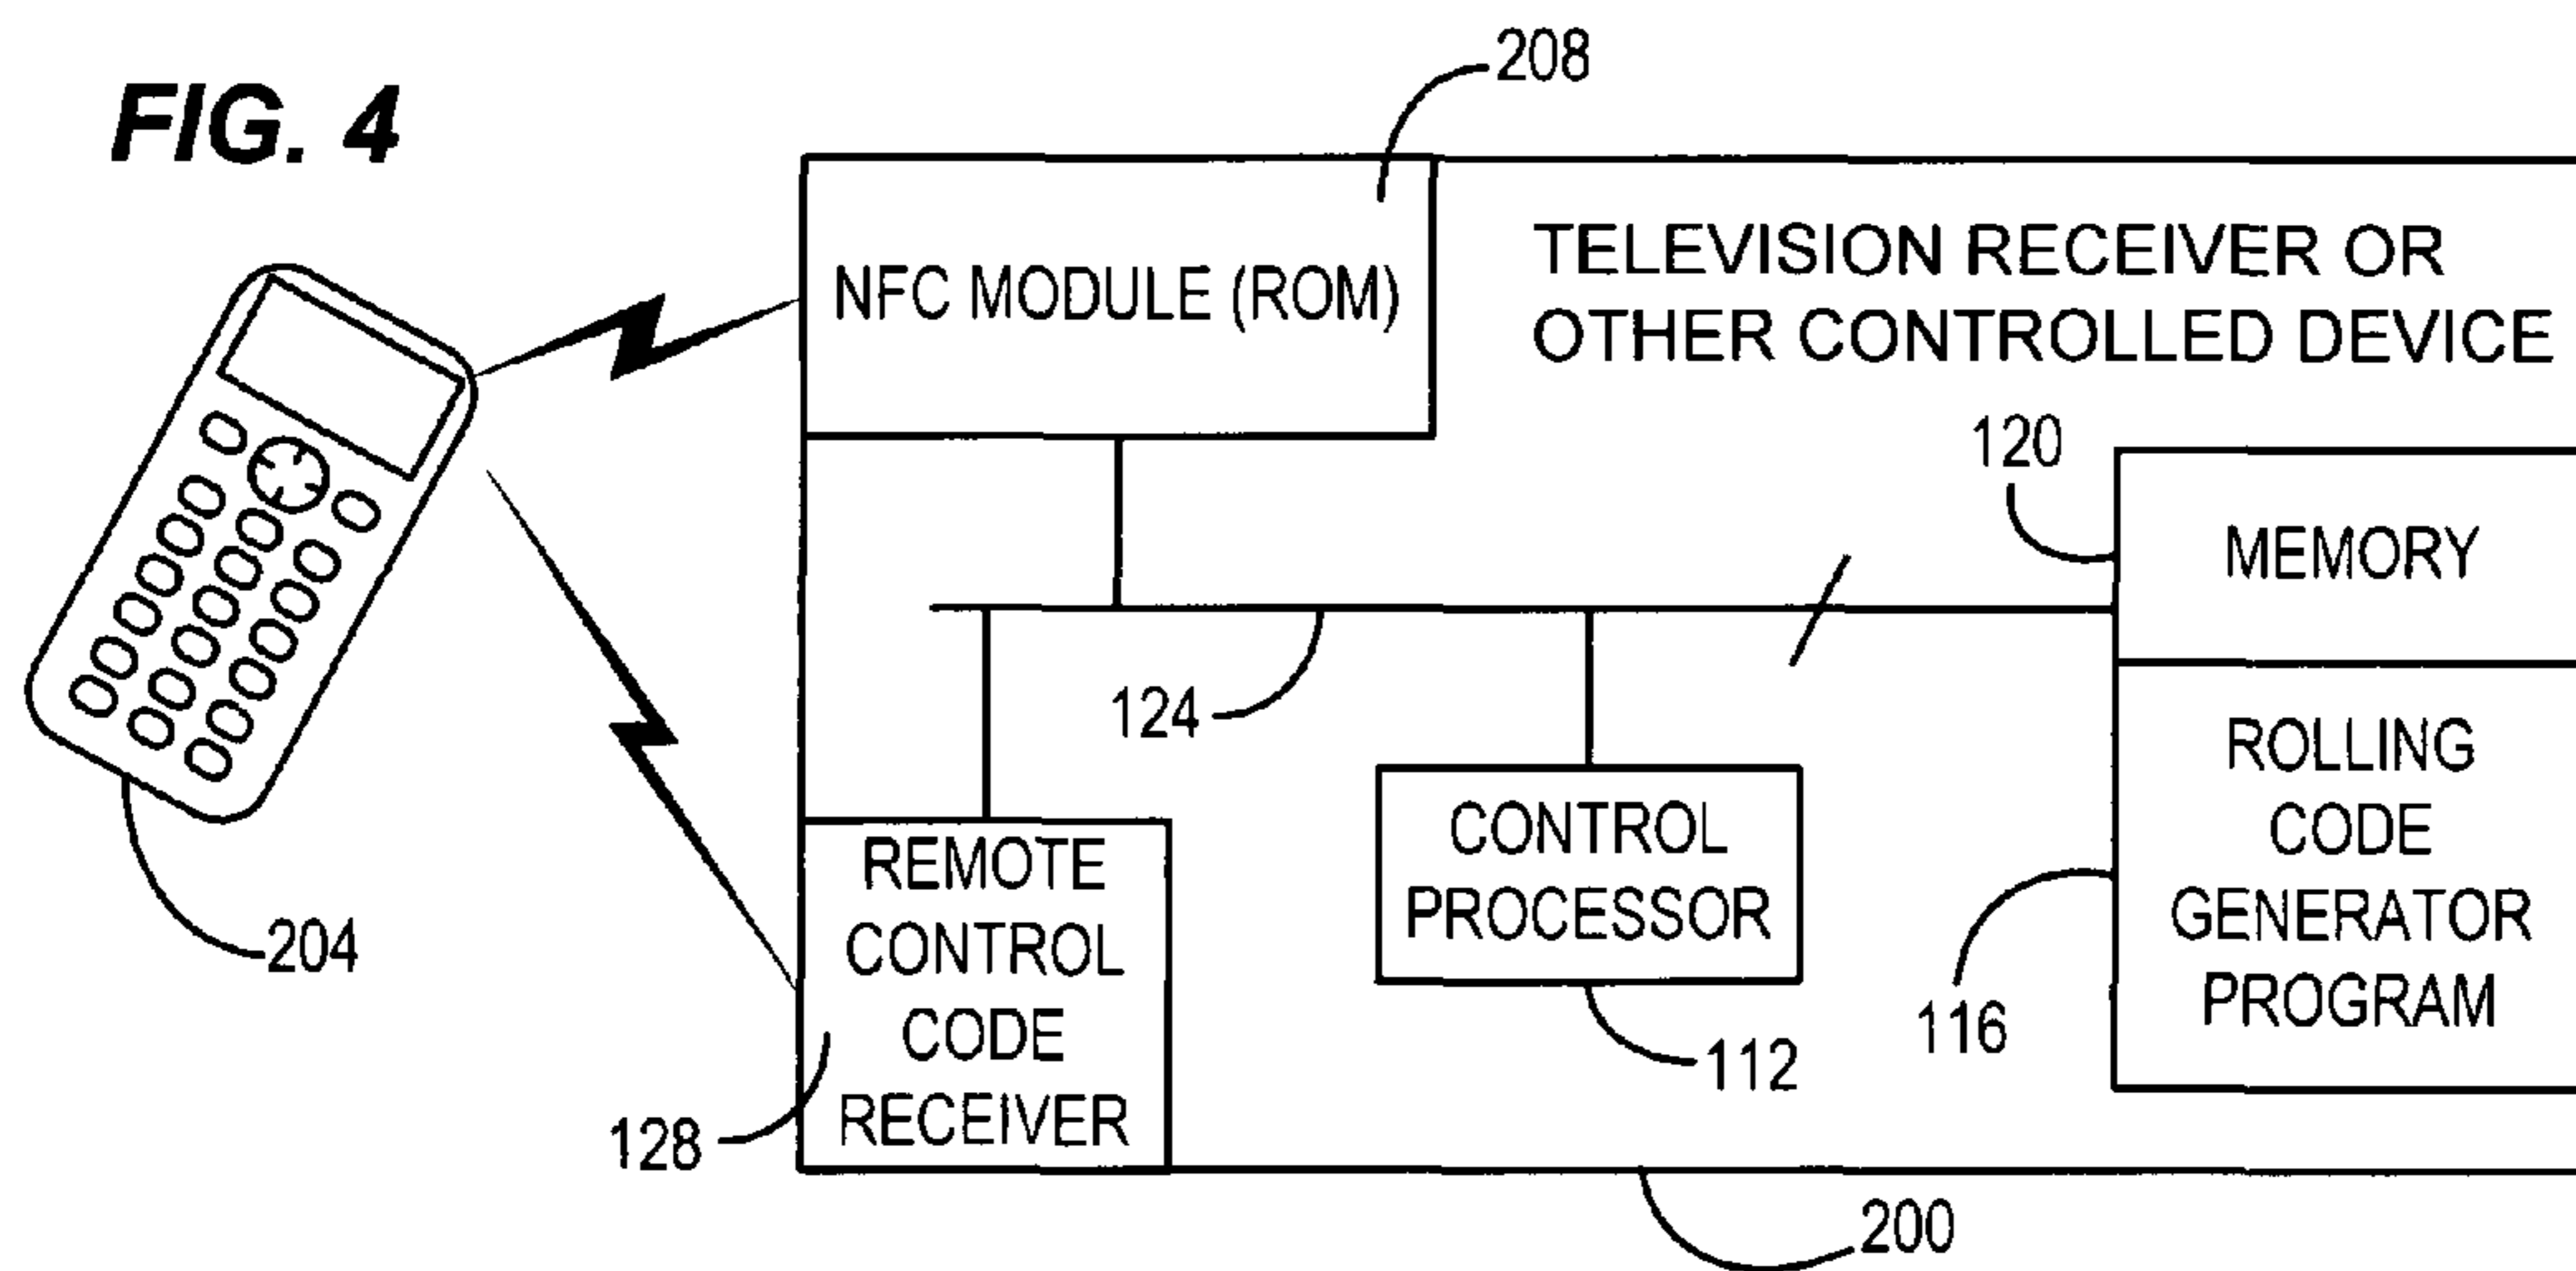 FIG. 4
208
NFC MODULE (ROM)
TELEVISION RECEIVER OR
OTHER CONTROLLED DEVICE
120
MEMORY
124
ROLLING
CODE
GENERATOR
PROGRAM
116
CONTROL
PROCESSOR
112
REMOTE
CONTROL
CODE
RECEIVER
128
204
200